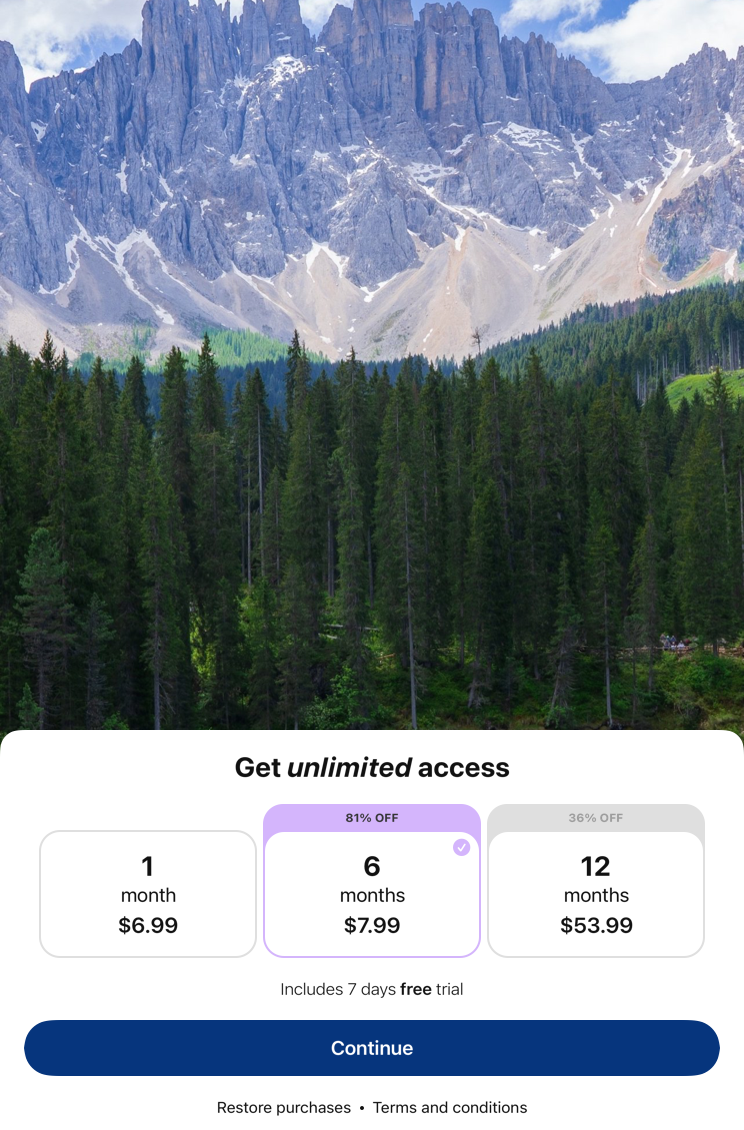 Get unlimited access
81% OFF
36% OFF
1
month
$6.99
6
months
$7.99
12
months
$53.99
Includes 7 days free trial
Continue
Restore purchases • Terms and conditions